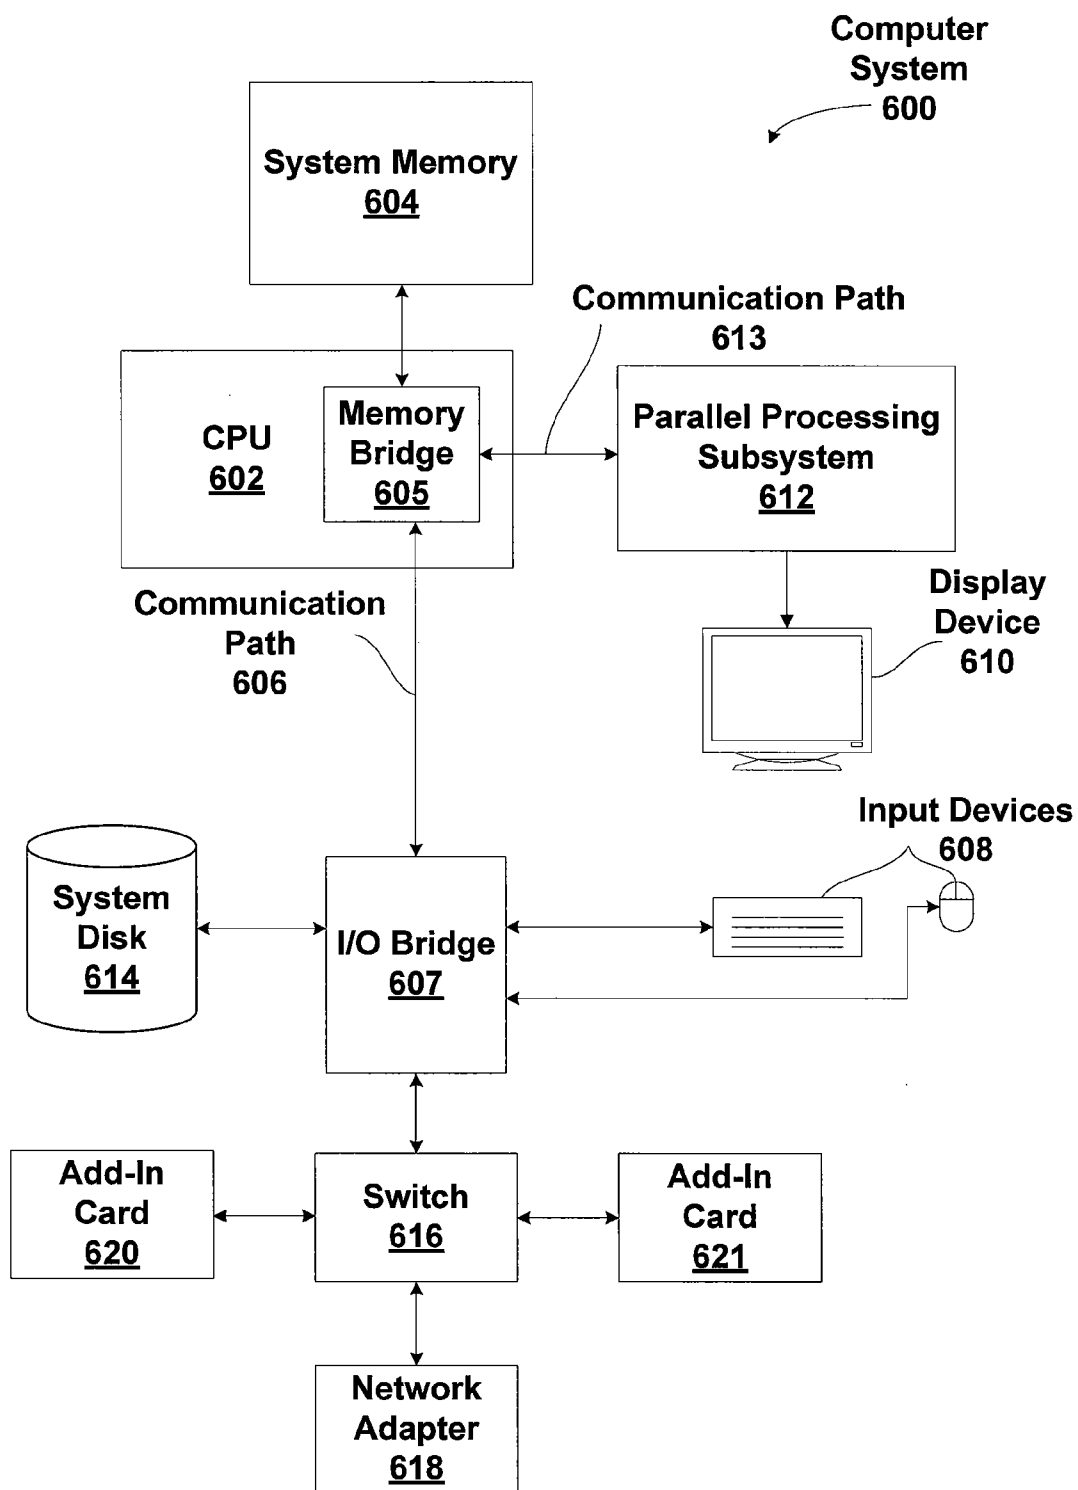 Computer
System
600
System Memory
604
Communication Path
613
CPU
602
Memory
Bridge
605
Parallel Processing
Subsystem
612
Communication
Path
606
Display
Device
610
Input Devices
608
System
Disk
614
I/O Bridge
607
Add-In
Card
620
Switch
616
Add-In
Card
621
Network
Adapter
618